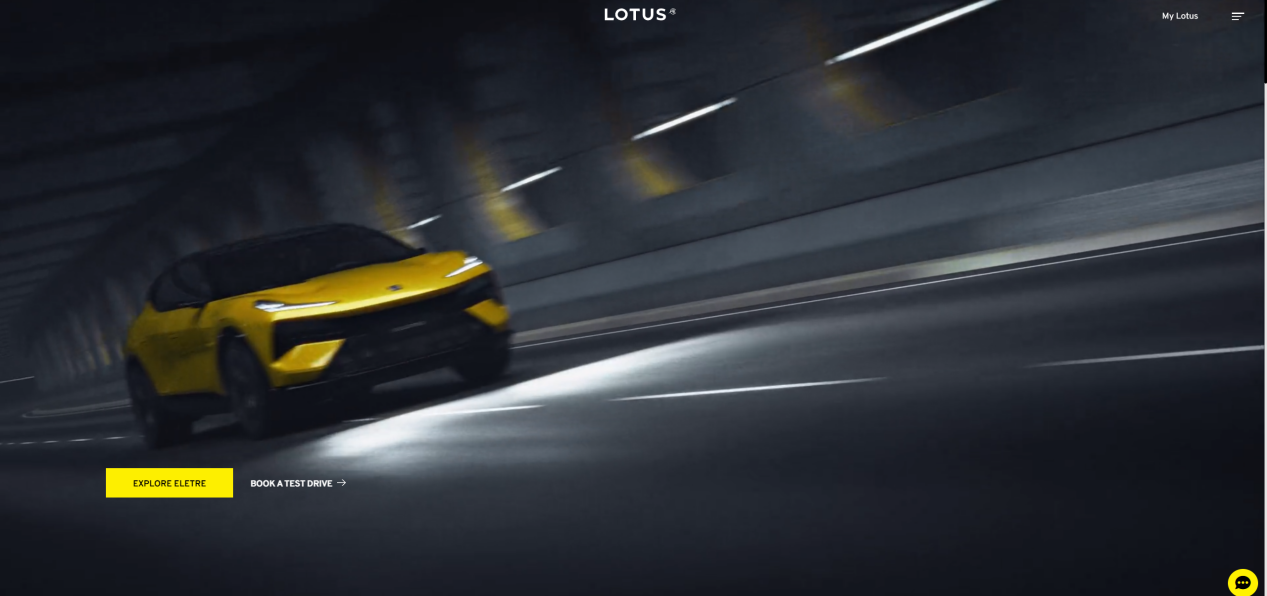 LOTUS
My Lotus
EXPLORE ELETRE
BOOK A TEST DRIVE